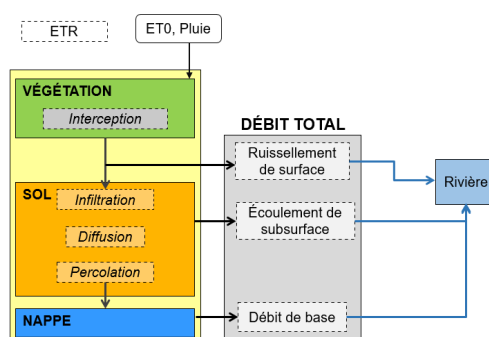 ETR
ET0, Pluie
VÉGÉTATION
Interception
DÉBIT TOTAL
Ruissellement
de surface
Rivière
SOL
Infiltration
Écoulement de
subsurface
Diffusion
Percolation
NAPPE
Débit de base